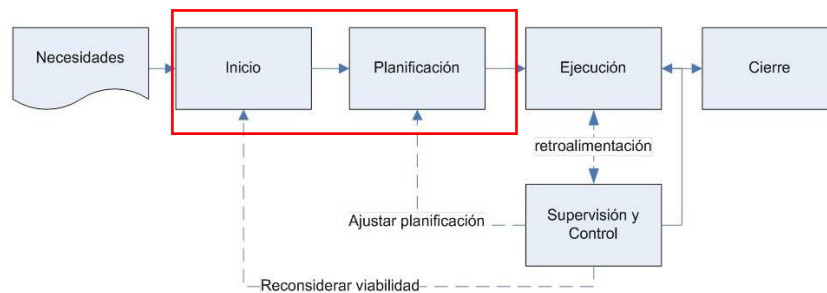 Necesidades
Inicio
Planificación
Ejecución
Cierre
retroalimentación
Ajustar planificación
Supervisión y
Control
Reconsiderar viabilidad